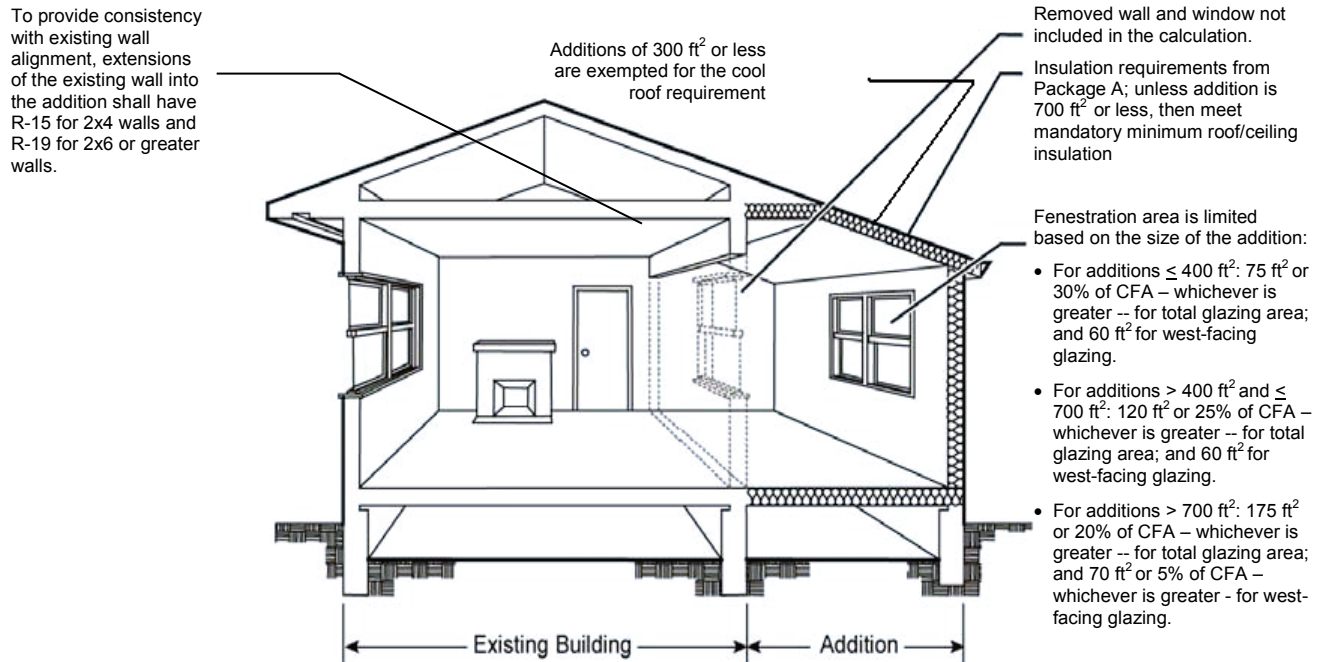 To provide consistency
with existing wall
alignment, extensions
of the existing wall into
the addition shall have
R-15 for 2x4 walls and
R-19 for 2x6 or greater
walls.
Additions of 300 ft² or less
are exempted for the cool
roof requirement
Removed wall and window not
included in the calculation.
Insulation requirements from
Package A; unless addition is
700 ft² or less, then meet
mandatory minimum roof/ceiling
insulation
Fenestration area is limited
based on the size of the addition:
• For additions ≤ 400 ft²: 75 ft² or
30% of CFA – whichever is
greater -- for total glazing area;
and 60 ft² for west-facing
glazing.
• For additions > 400 ft² and ≤
700 ft²: 120 ft² or 25% of CFA –
whichever is greater -- for total
glazing area; and 60 ft² for
west-facing glazing.
• For additions > 700 ft²: 175 ft²
or 20% of CFA – whichever is
greater -- for total glazing area;
and 70 ft² or 5% of CFA –
whichever is greater - for west-
facing glazing.
Existing Building
Addition